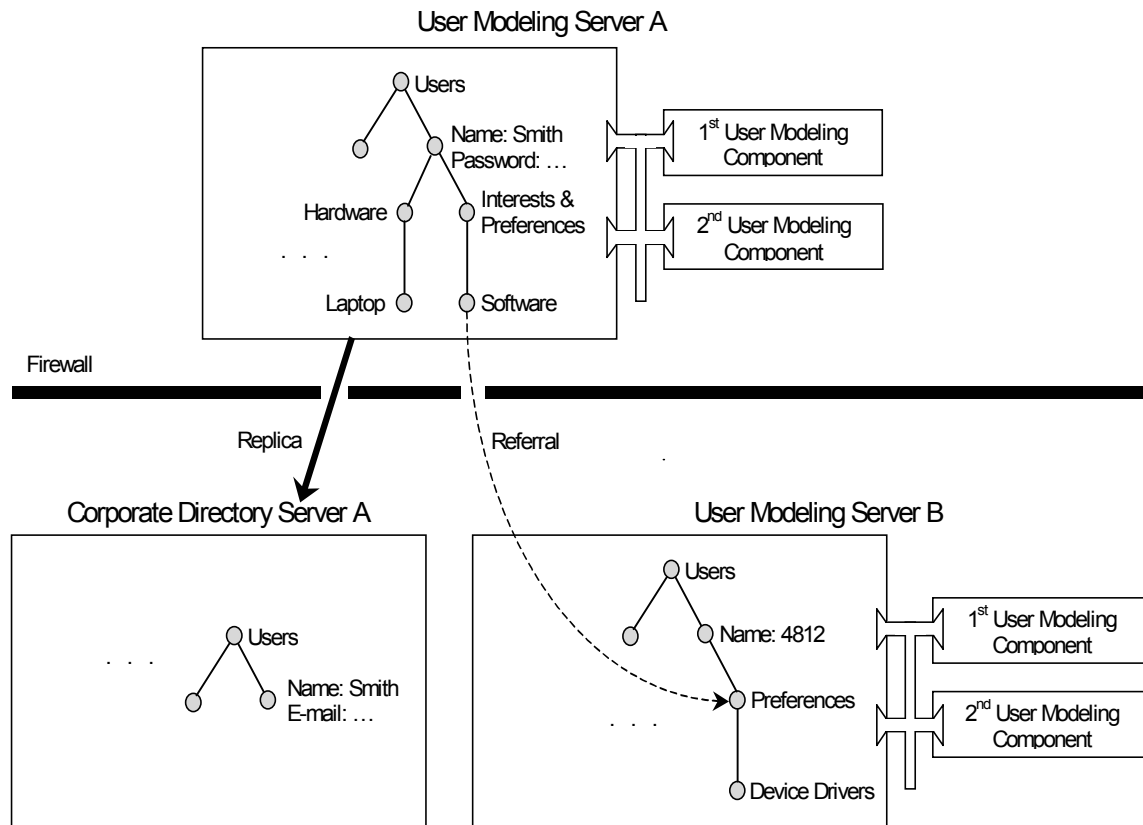 User Modeling Server A
Users
Name: Smith
Password: …
Hardware
Interests &
Preferences
. . .
Laptop
Software
1st User Modeling
Component
2nd User Modeling
Component
Firewall
Replica
Referral
Corporate Directory Server A
Users
. . .
Name: Smith
E-mail: …
User Modeling Server B
Users
Name: 4812
Preferences
. . .
Device Drivers
1st User Modeling
Component
2nd User Modeling
Component